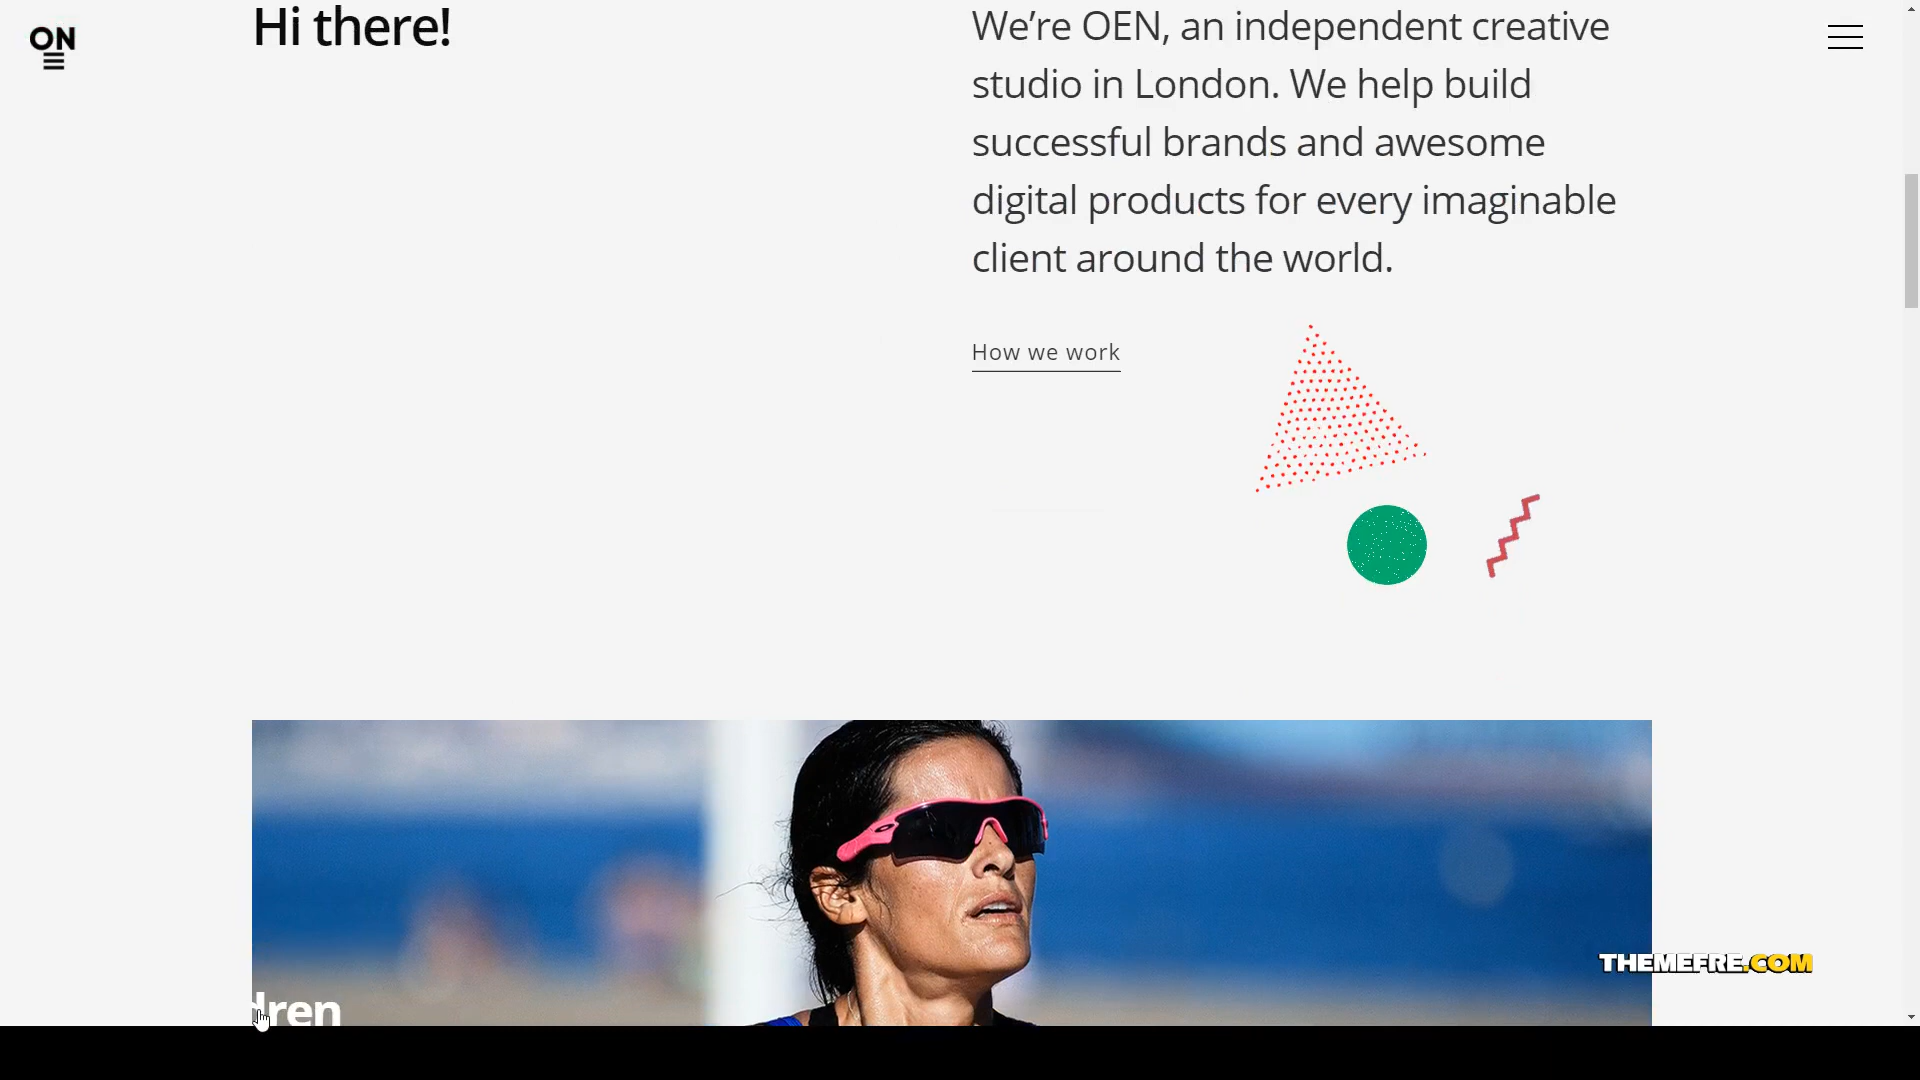 ON
Hi there!
We’re OEN, an independent creative
studio in London. We help build
successful brands and awesome
digital products for every imaginable
client around the world.
How we work
THEMEFRE.COM